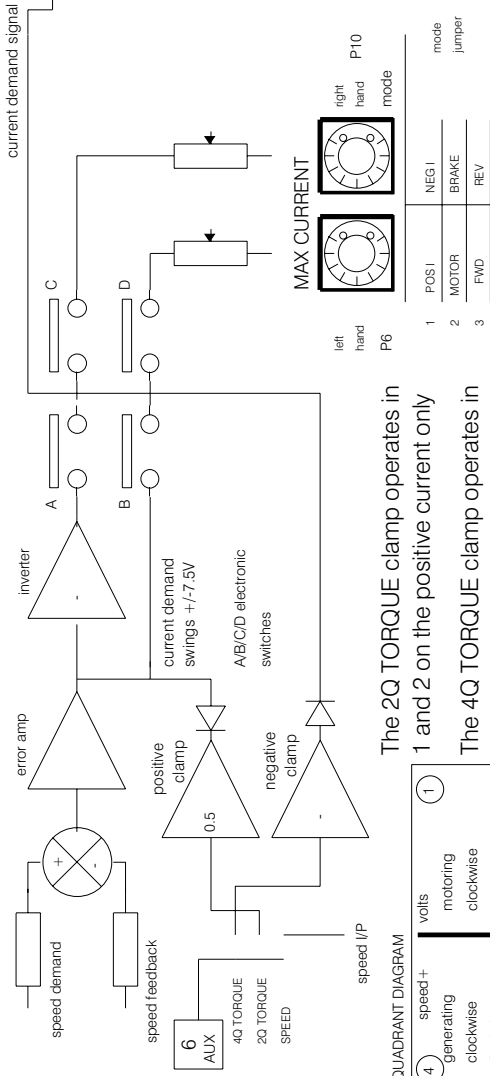 current demand signal
C
D
A
B
inverter
error amp
-
+
-
speed demand
speed feedback
current demand
swings +/-7.5V
A/B/C/D electronic
switches
positive
clamp
0.5
negative
clamp
-
6
AUX
4Q TORQUE
2Q TORQUE
SPEED
speed I/P
MAX CURRENT
left
hand
P6
right
hand
P10
mode
1 POS I NEG I
2 MOTOR BRAKE
3 FWD REV
mode
jumper
The 2Q TORQUE clamp operates in
1 and 2 on the positive current only
The 4Q TORQUE clamp operates in
QUADRANT DIAGRAM
4
speed+
volts
1
generating
motoring
clockwise
clockwise